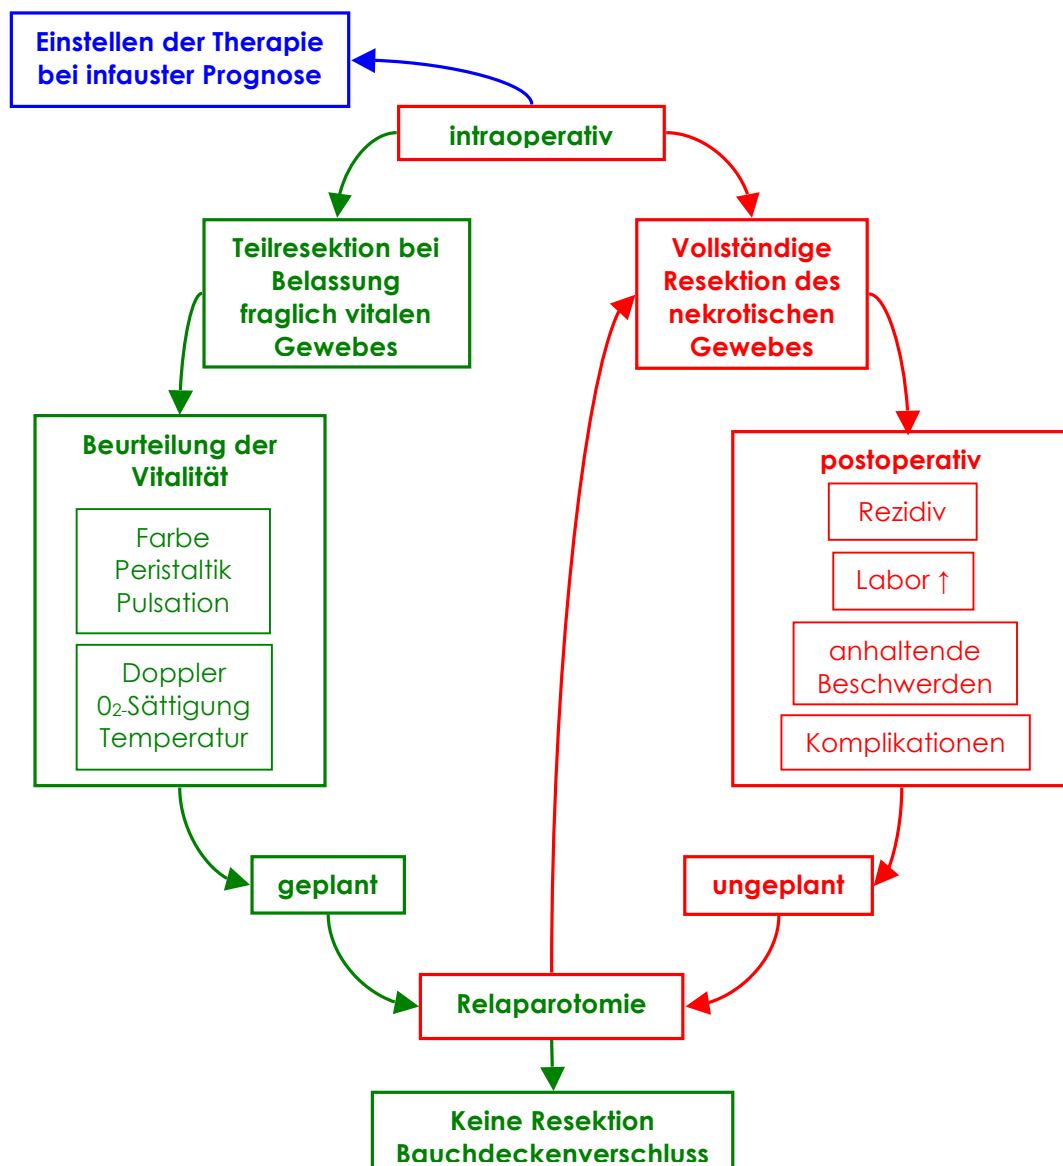 Einstellen der Therapie
bei infauster Prognose
intraoperativ
Teilresektion bei
Belassung
fraglich vitalen
Gewebes
Vollständige
Resektion des
nekrotischen
Gewebes
Beurteilung der
Vitalität
Farbe
Peristaltik
Pulsation
Doppler
0₂-Sättigung
Temperatur
postoperativ
Rezidiv
Labor ↑
anhaltende
Beschwerden
Komplikationen
geplant
ungeplant
Relaparotomie
Keine Resektion
Bauchdeckenverschluss